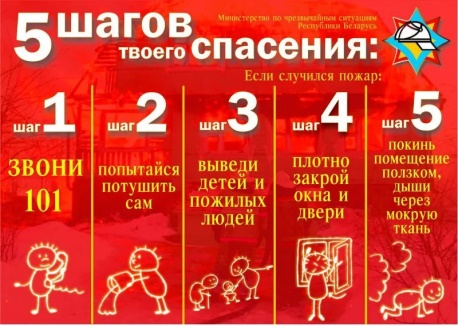 5 шагов
твоего спасения:
Министерство по чрезвычайным ситуациям
Республики Беларусь
Если случился пожар:
шаг 1
ЗВОНИ
101
шаг 2
попытайся
потушить
сам
шаг 3
выведи
детей и
пожилых
людей
шаг 4
плотно
закрой
окна и
двери
шаг 5
покинь
помещение
ползком,
дыши
через
мокрую
ткань